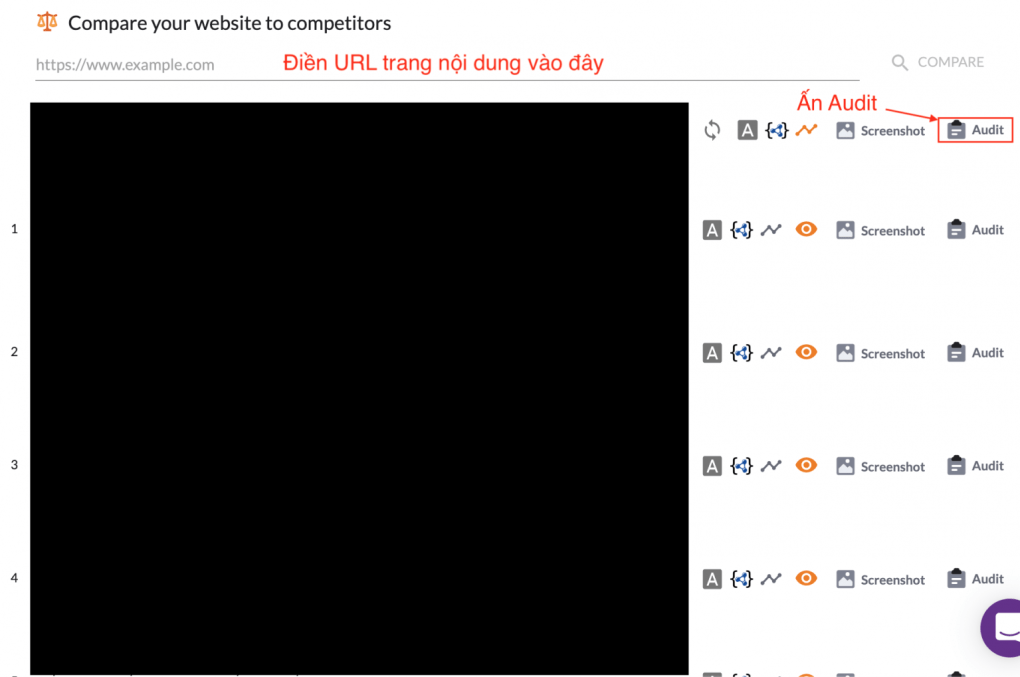 Compare your website to competitors
https://www.example.com
Điền URL trang nội dung vào đây
COMPARE
Ấn Audit
A Screenshot Audit
1 A Screenshot Audit
2 A Screenshot Audit
3 A Screenshot Audit
4 A Screenshot Audit